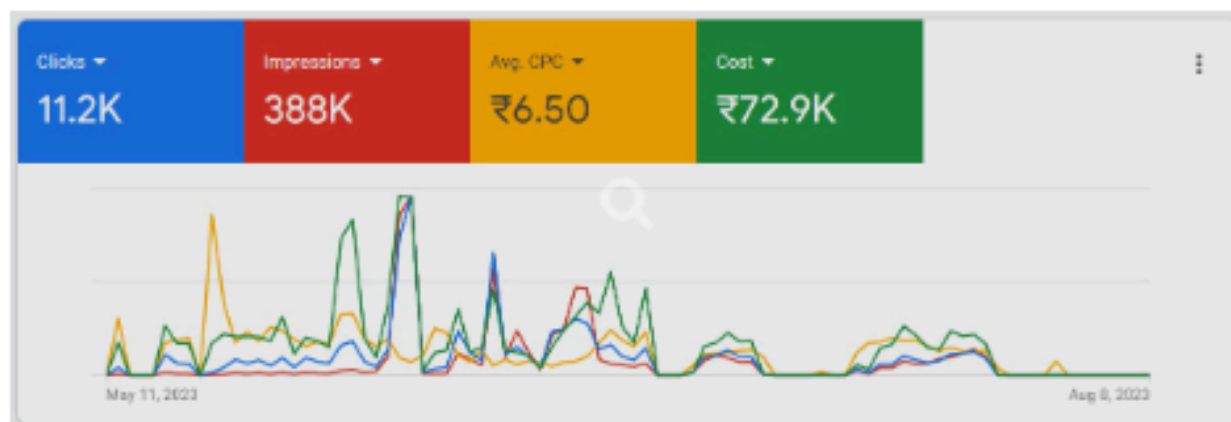 Clicks
Impressions
Avg. CPC
Cost
11.2K
388K
₹6.50
₹72.9K
May 11, 2023
Aug 8, 2023